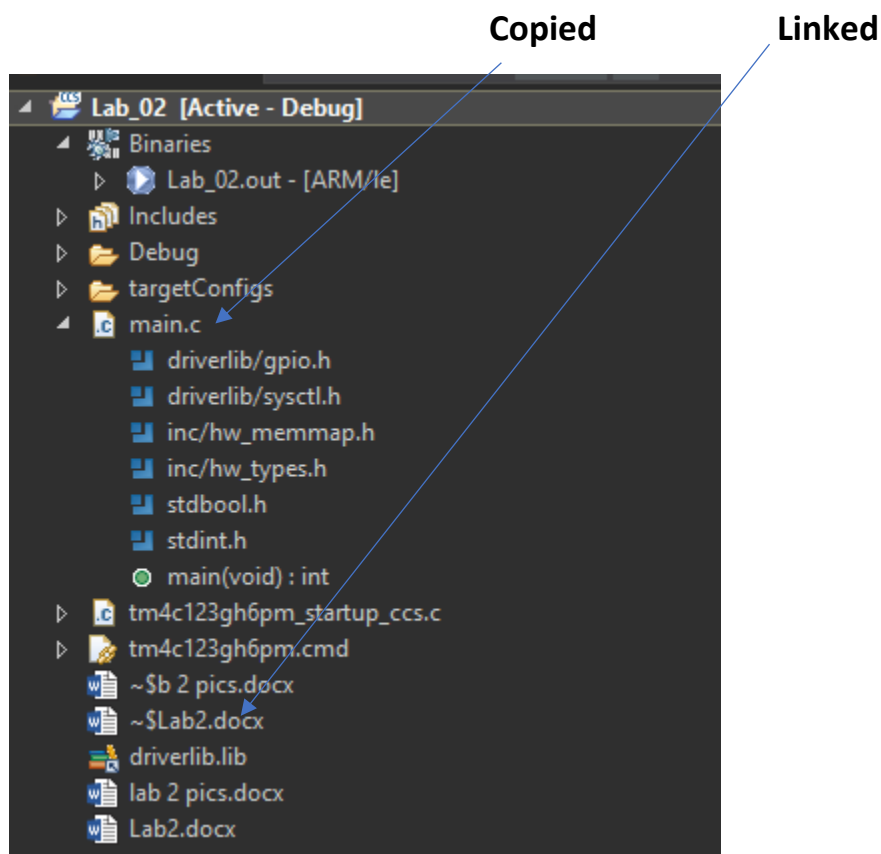 Copied Linked
Lab_02 [Active - Debug]
Binaries
Lab_02.out - [ARM/le]
Includes
Debug
targetConfigs
main.c
driverlib/gpio.h
driverlib/sysctl.h
inc/hw_memmap.h
inc/hw_types.h
stdbool.h
stdint.h
main(void) : int
tm4c123gh6pm_startup_ccs.c
tm4c123gh6pm.cmd
~$b 2 pics.docx
~$Lab2.docx
driverlib.lib
lab 2 pics.docx
Lab2.docx